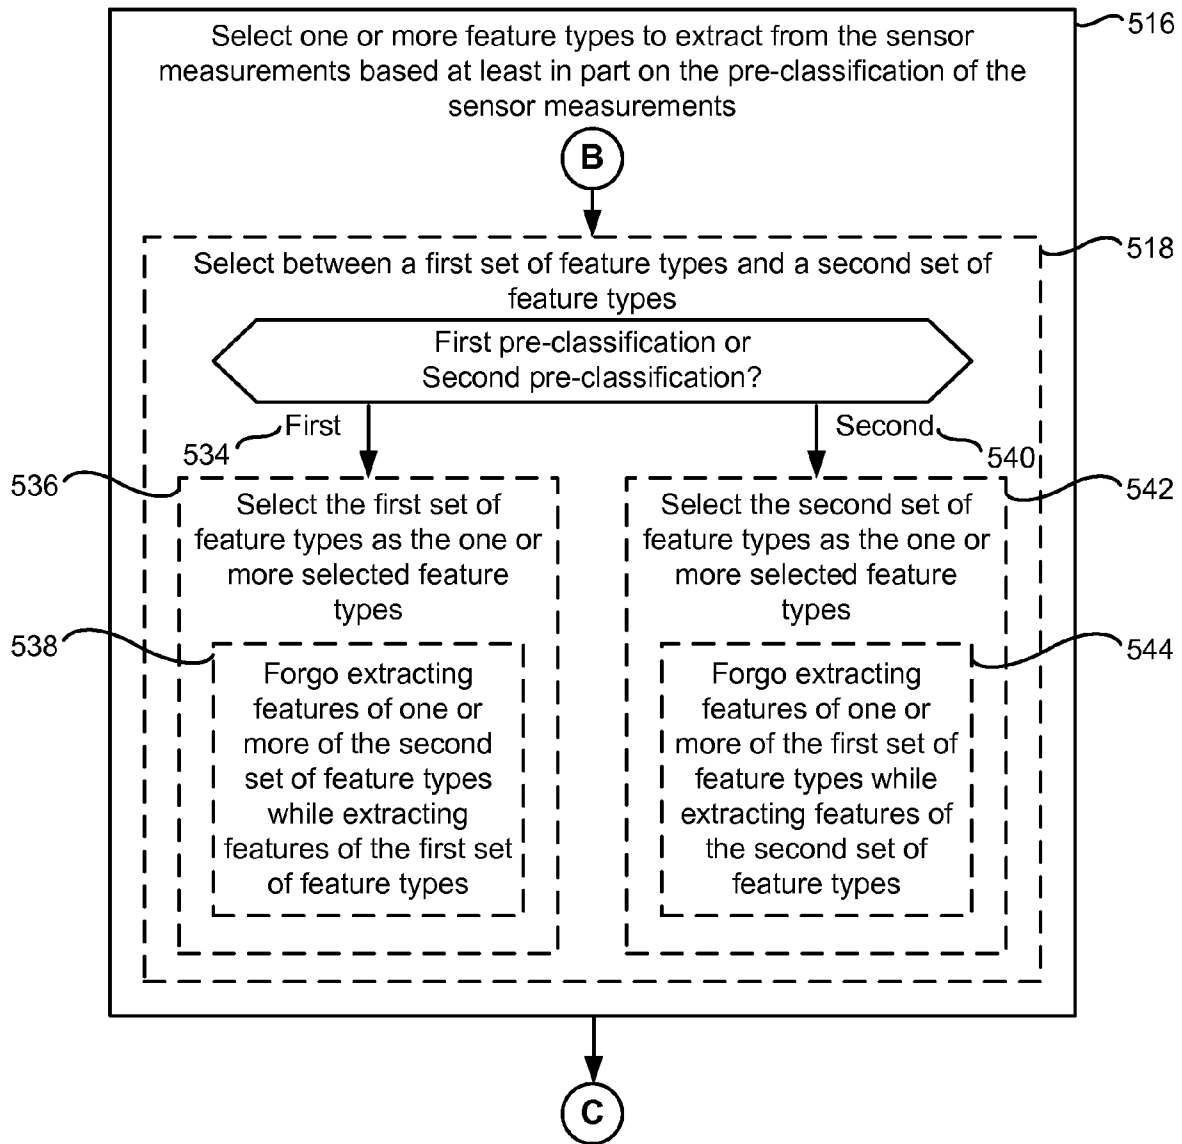 516
Select one or more feature types to extract from the sensor
measurements based at least in part on the pre-classification of the
sensor measurements
B
518
Select between a first set of feature types and a second set of
feature types
First pre-classification or
Second pre-classification?
First
Second
534
540
536
542
Select the first set of
feature types as the one or
more selected feature
types
Select the second set of
feature types as the one or
more selected feature
types
538
544
Forgo extracting
features of one or
more of the second
set of feature types
while extracting
features of the first set
of feature types
Forgo extracting
features of one or
more of the first set of
feature types while
extracting features of
the second set of
feature types
C